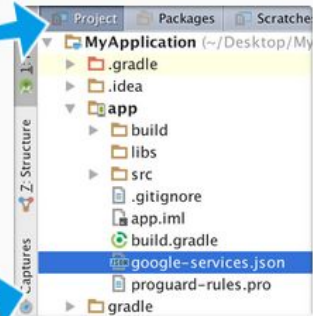 Project Packages Scratche
MyApplication (~/Desktop/My
.gradle
.idea
app
build
libs
src
.gitignore
app.iml
build.gradle
google-services.json
proguard-rules.pro
gradle
1:
Z: Structure
Captures